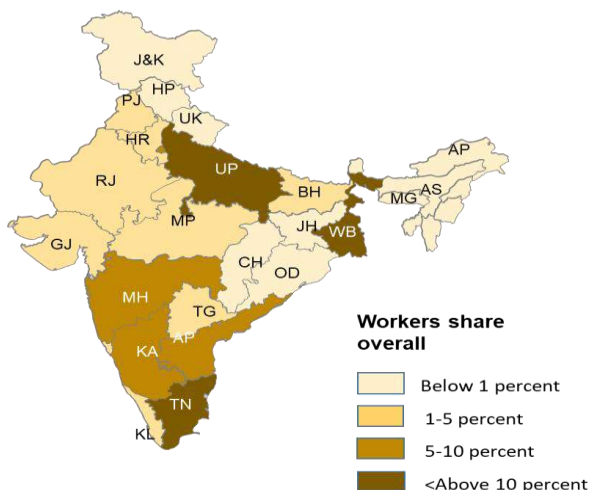 J&K
HP
PJ
UK
HR
AP
UP
RJ
BH
AS
MG
MP
JH
WB
GJ
CH
OD
MH
TG
AP
KA
TN
KL
Workers share
overall
Below 1 percent
1-5 percent
5-10 percent
<Above 10 percent